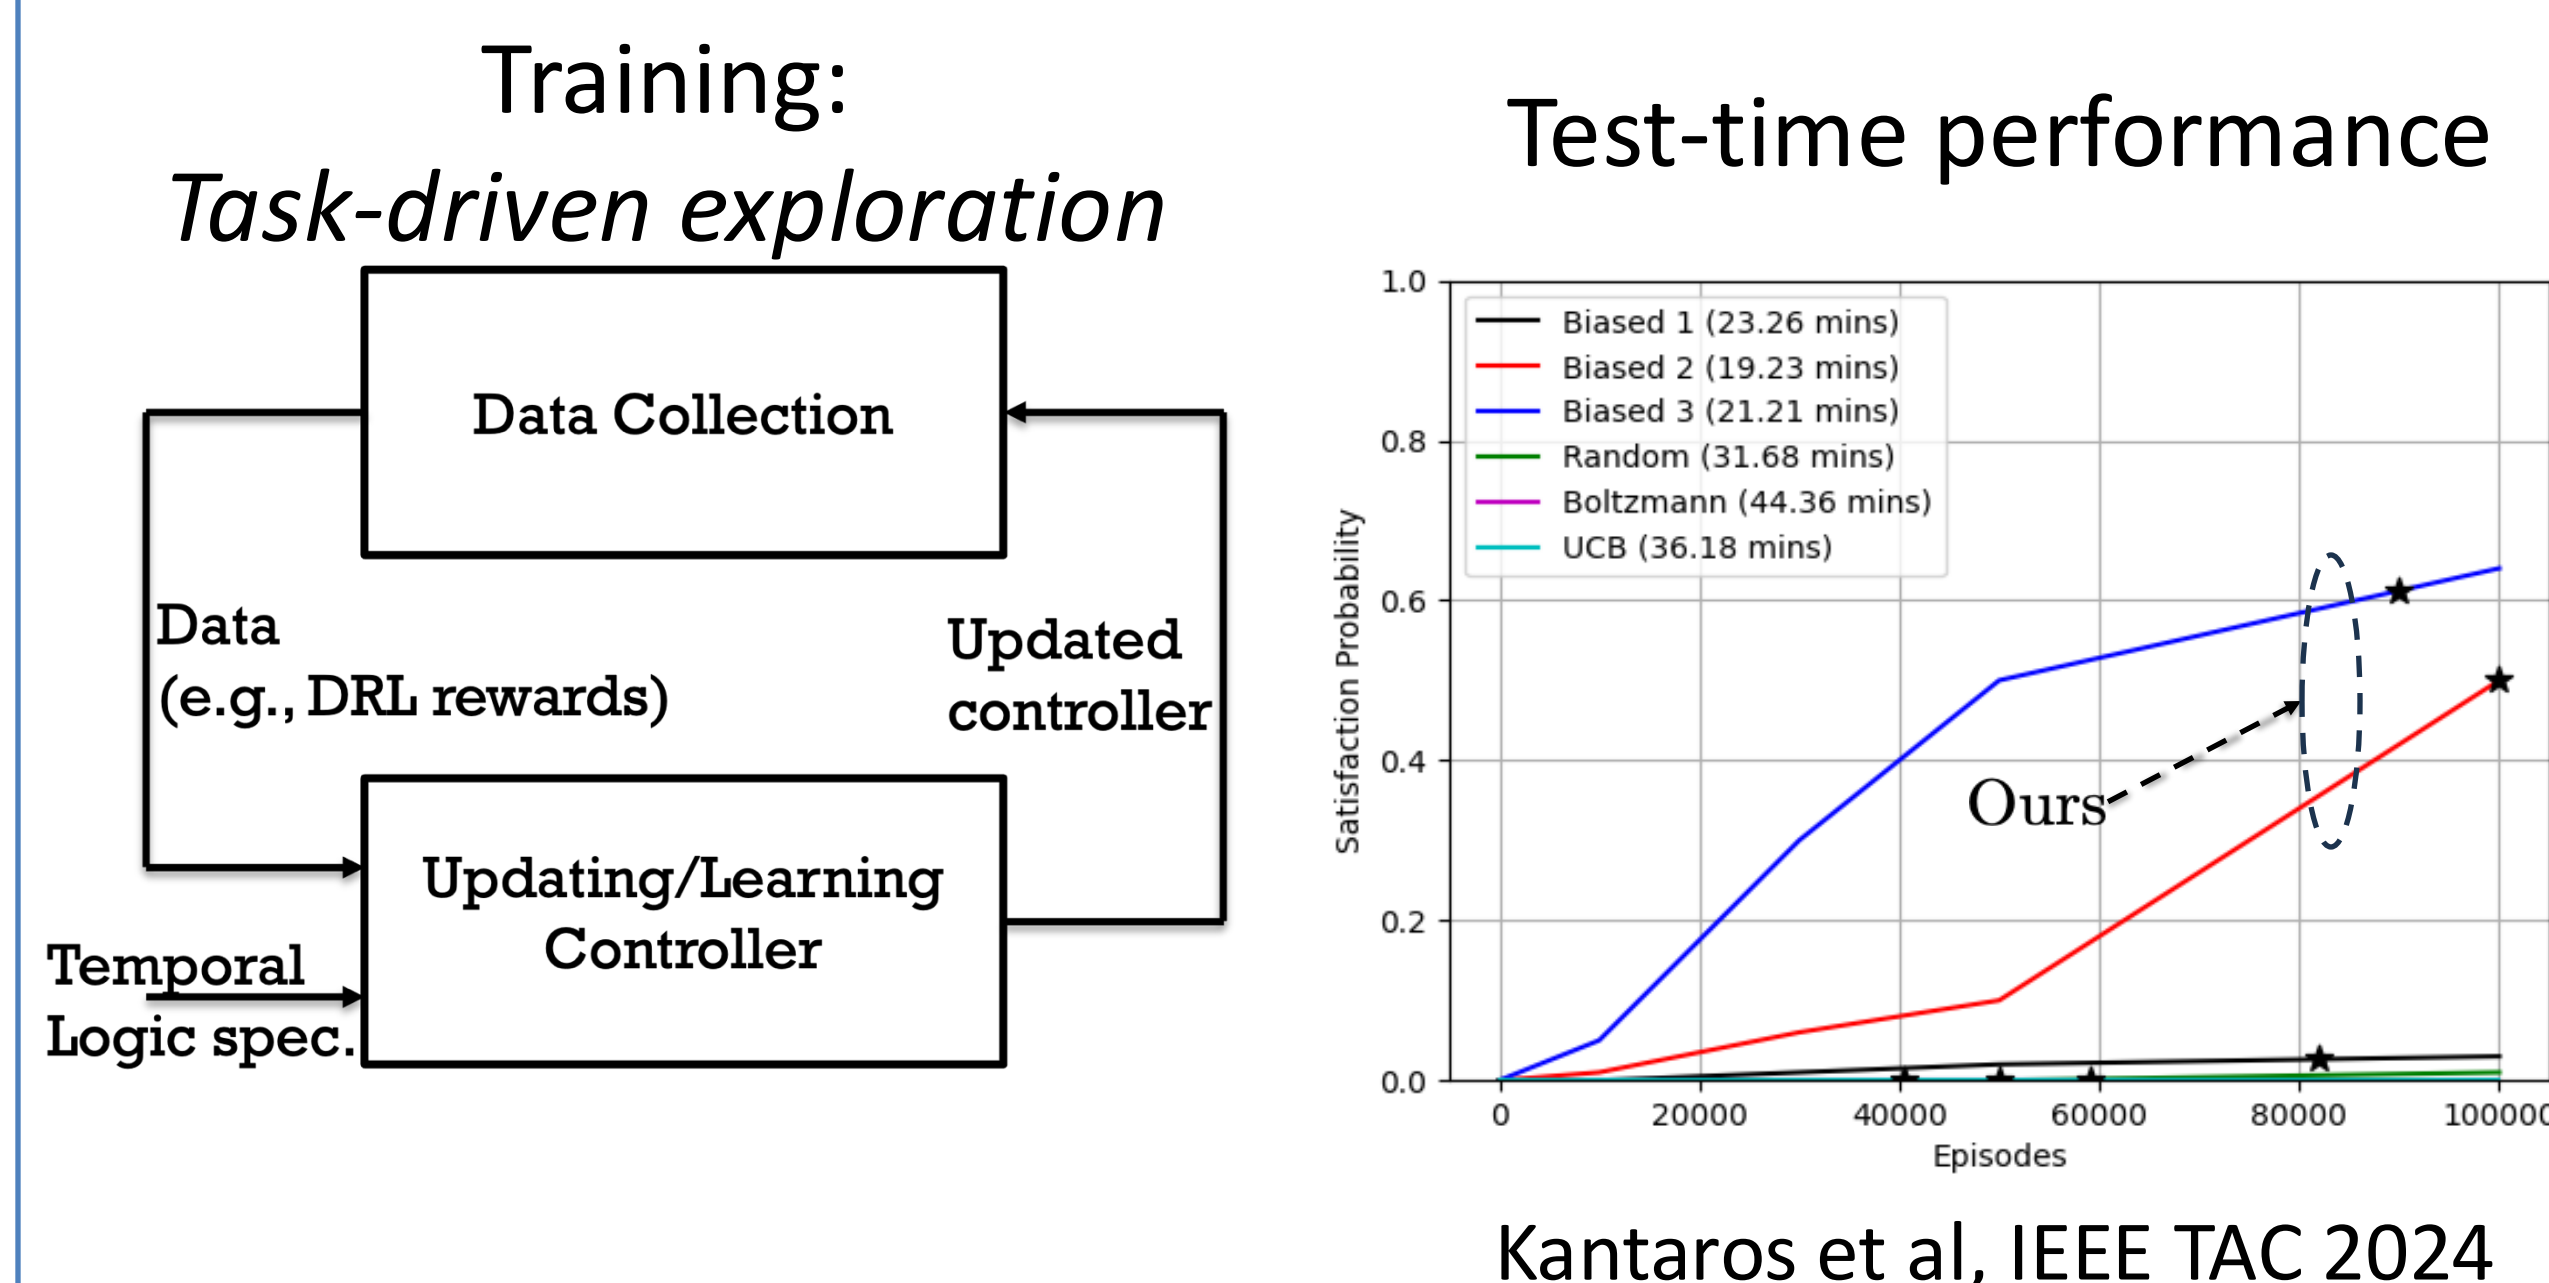 Training:
Task-driven exploration
Data Collection
Data
(e.g., DRL rewards)
Updated
controller
Updating/Learning
Controller
Temporal
Logic spec.
Test-time performance
1.0
0.8
0.6
0.4
0.2
0.0
Satisfaction Probability
Biased 1 (23.26 mins)
Biased 2 (19.23 mins)
Biased 3 (21.21 mins)
Random (31.68 mins)
Boltzmann (44.36 mins)
UCB (36.18 mins)
Ours
0 20000 40000 60000 80000 100000
Episodes
Kantaros et al, IEEE TAC 2024